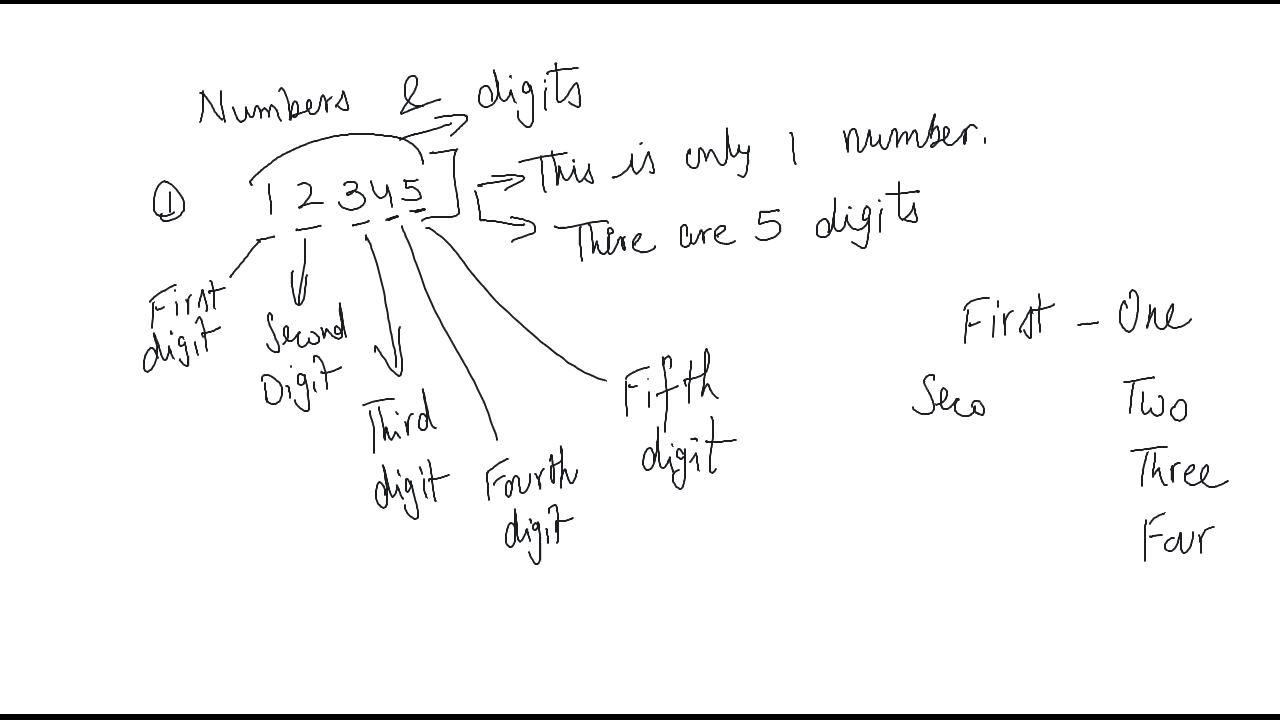 Numbers & digits
① 12345
This is only 1 number.
There are 5 digits
First
digit
Second
Digit
Third
digit
Fourth
digit
Fifth
digit
First - One
Seco Two
Three
Four